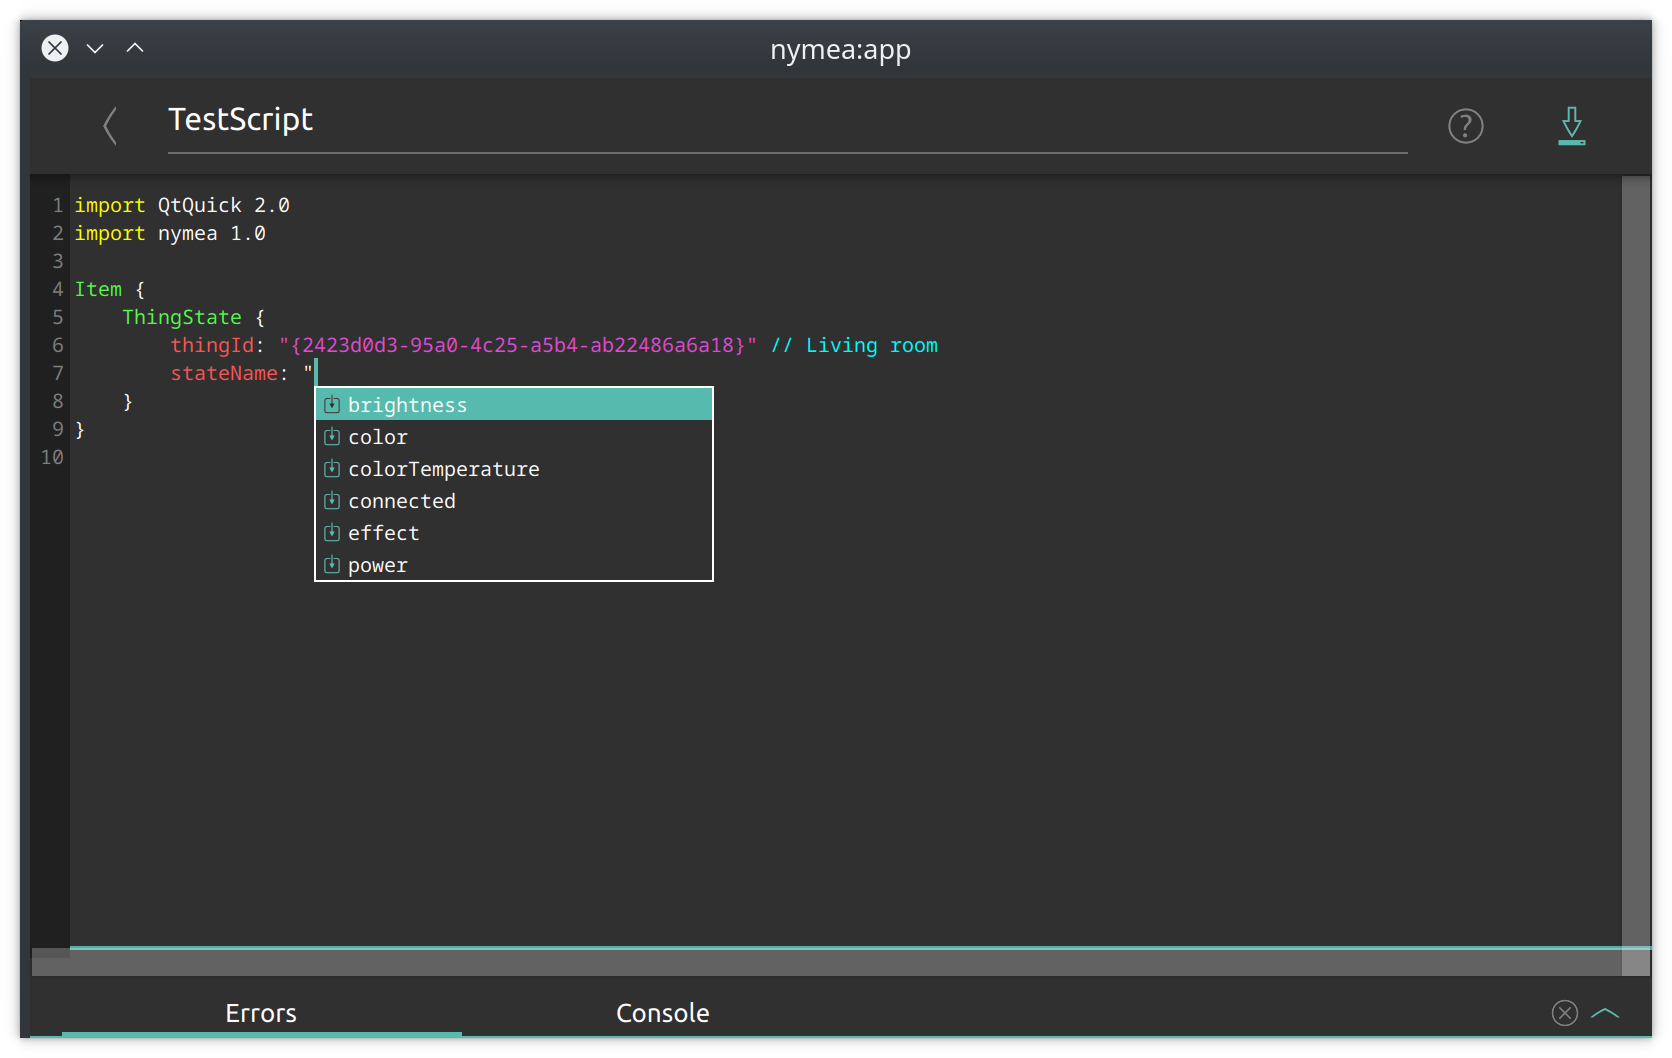 nymea:app
TestScript
1 import QtQuick 2.0
2 import nymea 1.0
3
4 Item {
5     ThingState {
6         thingId: "{2423d0d3-95a0-4c25-a5b4-ab22486a6a18}" // Living room
7         stateName: "
8     }
9 }
10
brightness
color
colorTemperature
connected
effect
power
Errors Console